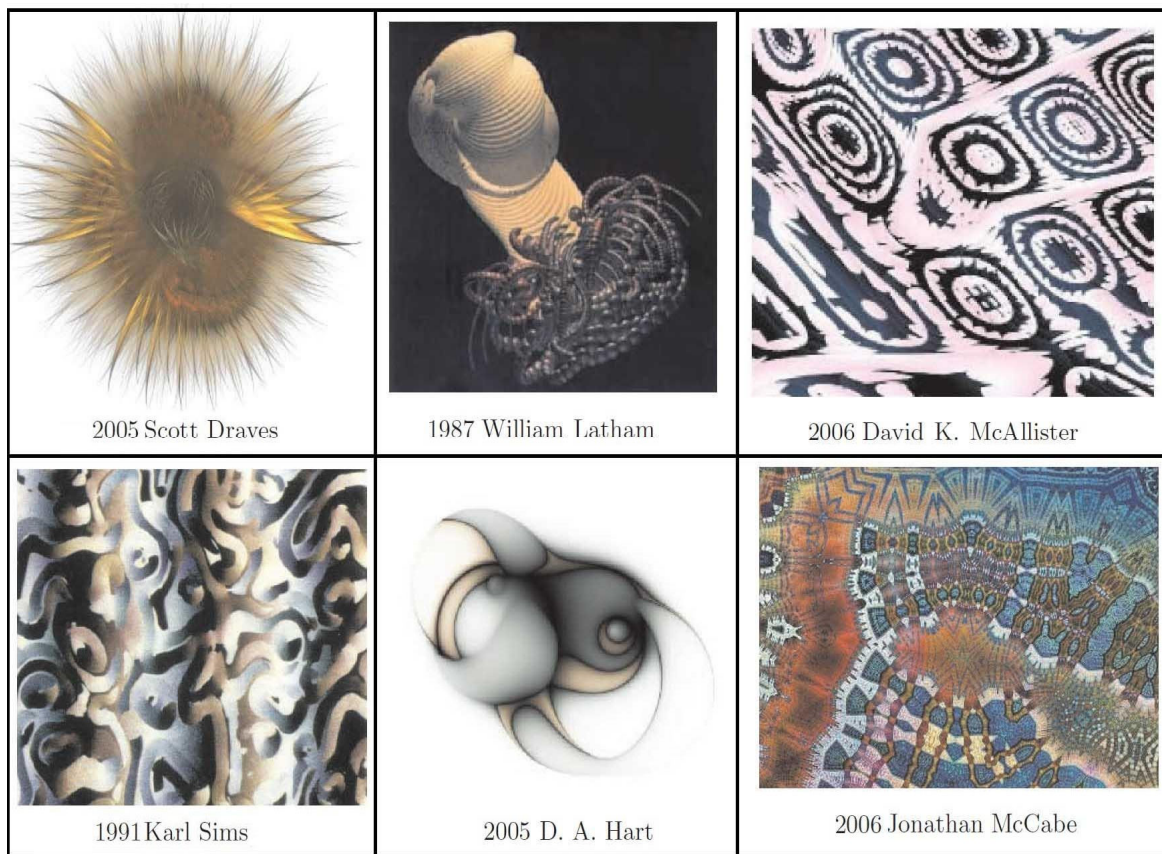 2005 Scott Draves
1987 William Latham
2006 David K. McAllister
1991 Karl Sims
2005 D. A. Hart
2006 Jonathan McCabe